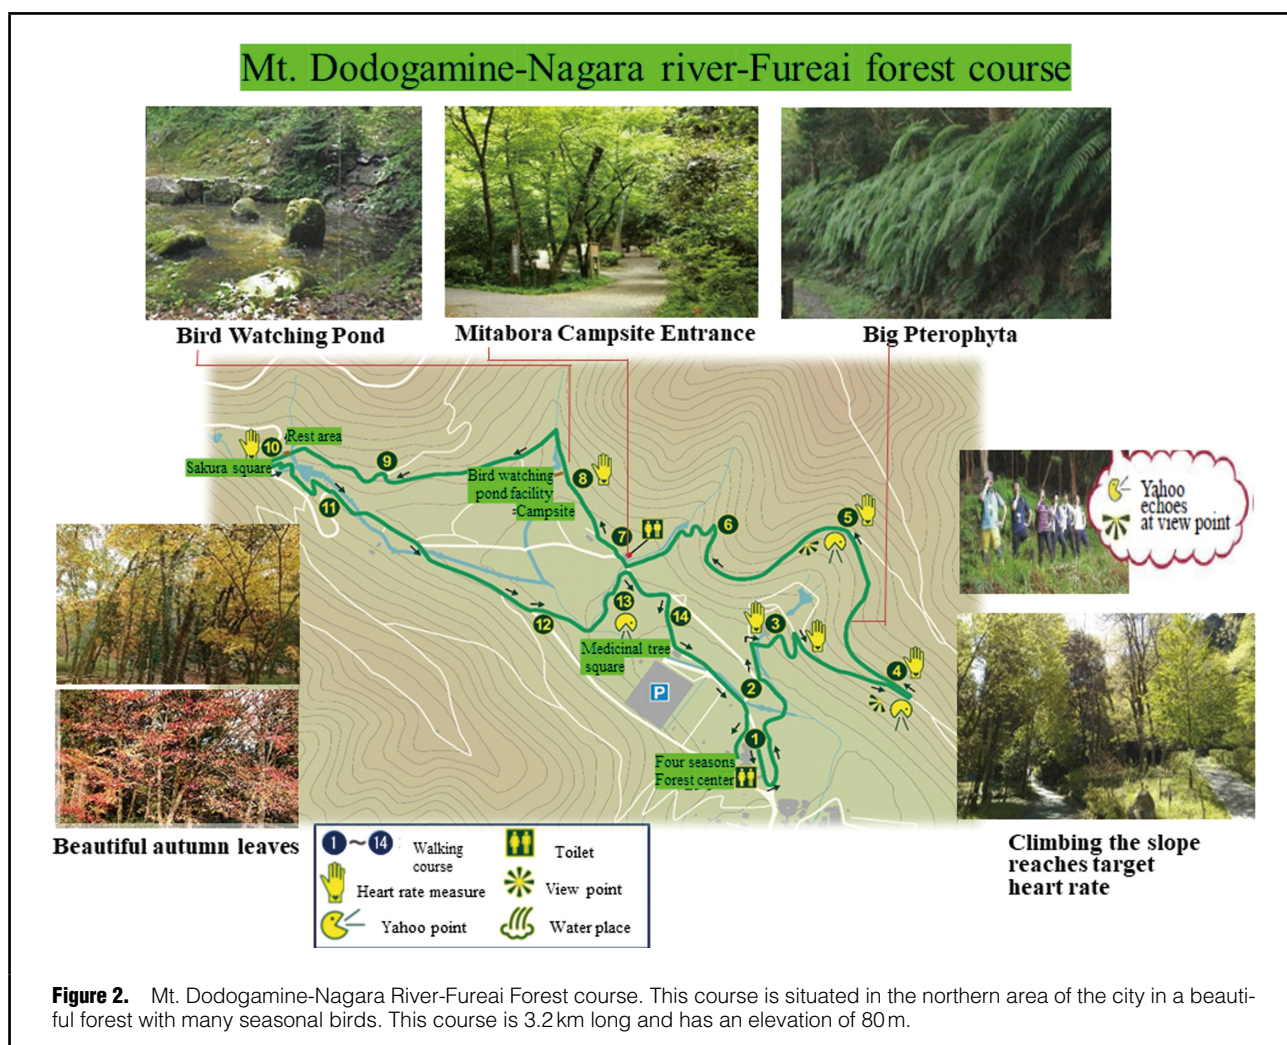 Mt. Dodogamine-Nagara river-Fureai forest course
Bird Watching Pond
Mitabora Campsite Entrance
Big Pterophyta
10
Rest area
Sakura square
9
Bird watching
pond facility
Campsite
8
11
7
6
5
Yahoo
echoes
at view point
12
13
14
3
Medicinal tree
square
P
2
4
1
Four seasons
Forest center
Beautiful autumn leaves
Climbing the slope
reaches target
heart rate
1 ~ 14 : Walking
course
Toilet
Heart rate measure
View point
Yahoo point
Water place
Figure 2. Mt. Dodogamine-Nagara River-Fureai Forest course. This course is situated in the northern area of the city in a beauti-
ful forest with many seasonal birds. This course is 3.2 km long and has an elevation of 80 m.